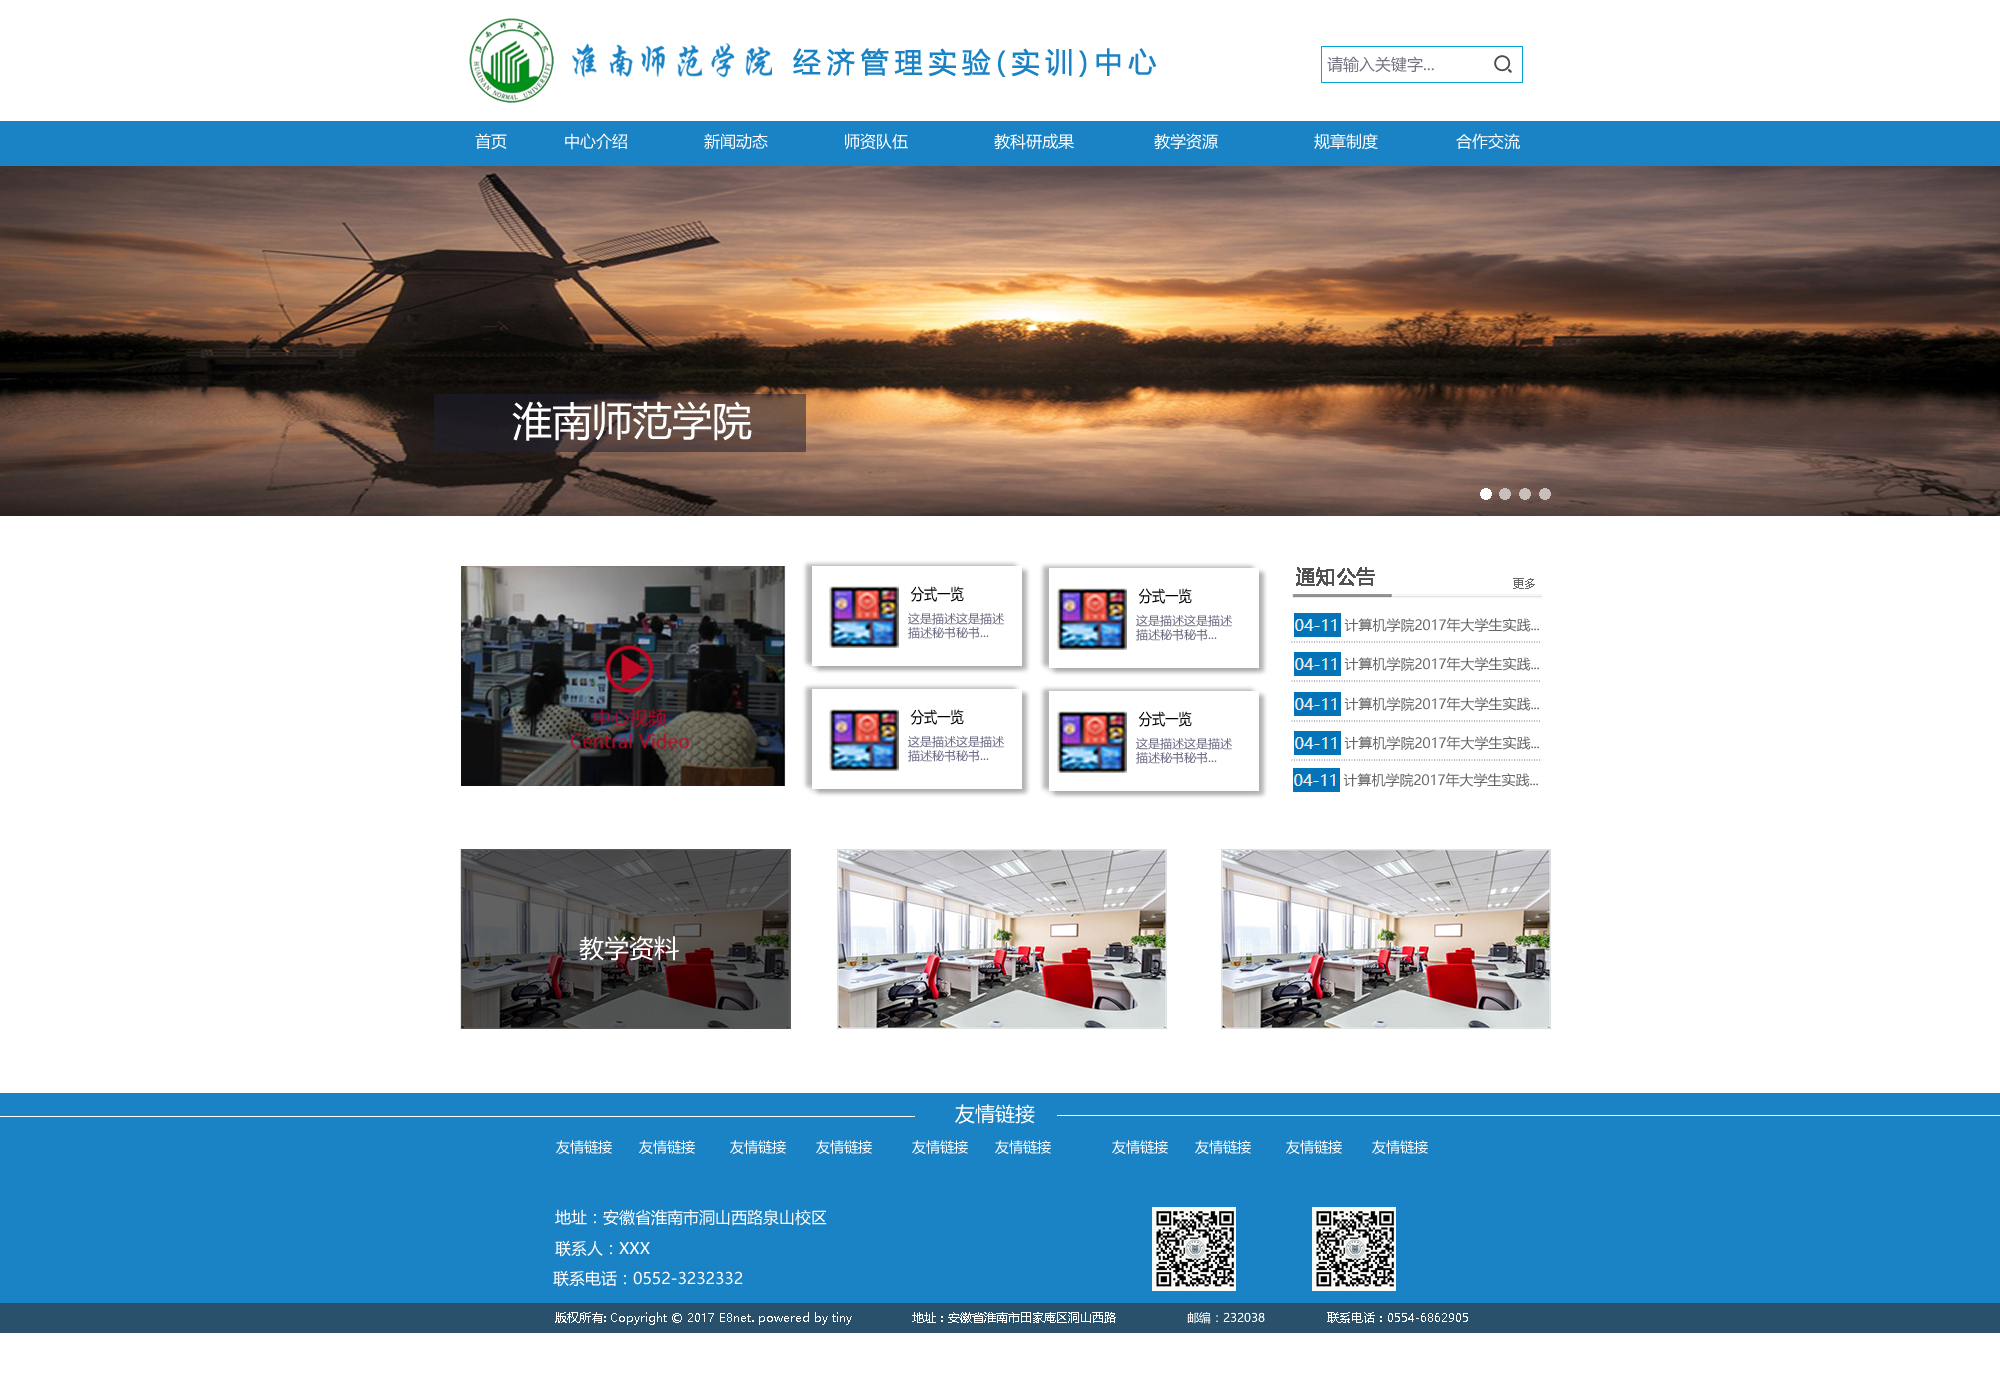 淮南师范学院 经济管理实验(实训)中心
HUAINAN NORMAL UNIVERSITY
请输入关键字...
首页 中心介绍 新闻动态 师资队伍 教科研成果 教学资源 规章制度 合作交流
淮南师范学院
中心视频
Central Video
分式一览
这是描述这是描述
描述秘书秘书...
分式一览
这是描述这是描述
描述秘书秘书...
分式一览
这是描述这是描述
描述秘书秘书...
分式一览
这是描述这是描述
描述秘书秘书...
通知公告 更多
04-11 计算机学院2017年大学生实践...
04-11 计算机学院2017年大学生实践...
04-11 计算机学院2017年大学生实践...
04-11 计算机学院2017年大学生实践...
04-11 计算机学院2017年大学生实践...
教学资料
友情链接
友情链接 友情链接 友情链接 友情链接 友情链接 友情链接 友情链接 友情链接 友情链接 友情链接
地址：安徽省淮南市洞山西路泉山校区
联系人：XXX
联系电话：0552-3232332
版权所有: Copyright © 2017 E8net. powered by tiny 地址：安徽省淮南市田家庵区洞山西路 邮编：232038 联系电话：0554-6862905